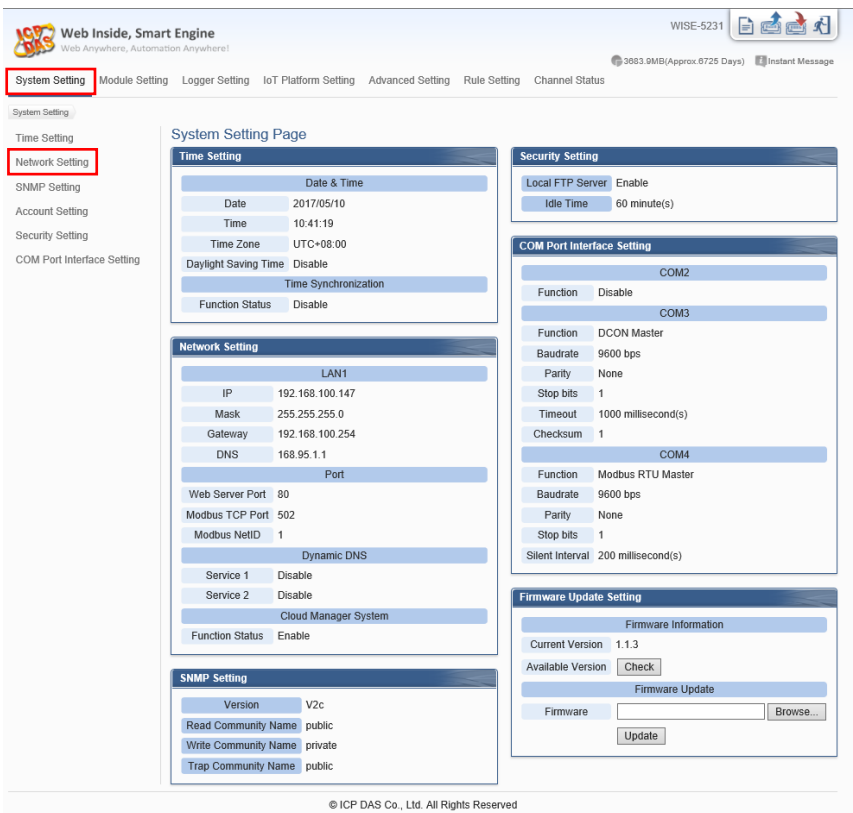 ICP DAS
Web Inside, Smart Engine
Web Anywhere, Automation Anywhere!
WISE-5231
3683.9MB(Approx.6725 Days) Instant Message
System Setting Module Setting Logger Setting IoT Platform Setting Advanced Setting Rule Setting Channel Status
System Setting
Time Setting
Network Setting
SNMP Setting
Account Setting
Security Setting
COM Port Interface Setting
System Setting Page
Time Setting
Date & Time
Date 2017/05/10
Time 10:41:19
Time Zone UTC+08:00
Daylight Saving Time Disable
Time Synchronization
Function Status Disable
Network Setting
LAN1
IP 192.168.100.147
Mask 255.255.255.0
Gateway 192.168.100.254
DNS 168.95.1.1
Port
Web Server Port 80
Modbus TCP Port 502
Modbus NetID 1
Dynamic DNS
Service 1 Disable
Service 2 Disable
Cloud Manager System
Function Status Enable
SNMP Setting
Version V2c
Read Community Name public
Write Community Name private
Trap Community Name public
Security Setting
Local FTP Server Enable
Idle Time 60 minute(s)
COM Port Interface Setting
COM2
Function Disable
COM3
Function DCON Master
Baudrate 9600 bps
Parity None
Stop bits 1
Timeout 1000 millisecond(s)
Checksum 1
COM4
Function Modbus RTU Master
Baudrate 9600 bps
Parity None
Stop bits 1
Silent Interval 200 millisecond(s)
Firmware Update Setting
Firmware Information
Current Version 1.1.3
Available Version Check
Firmware Update
Firmware Browse...
Update
© ICP DAS Co., Ltd. All Rights Reserved